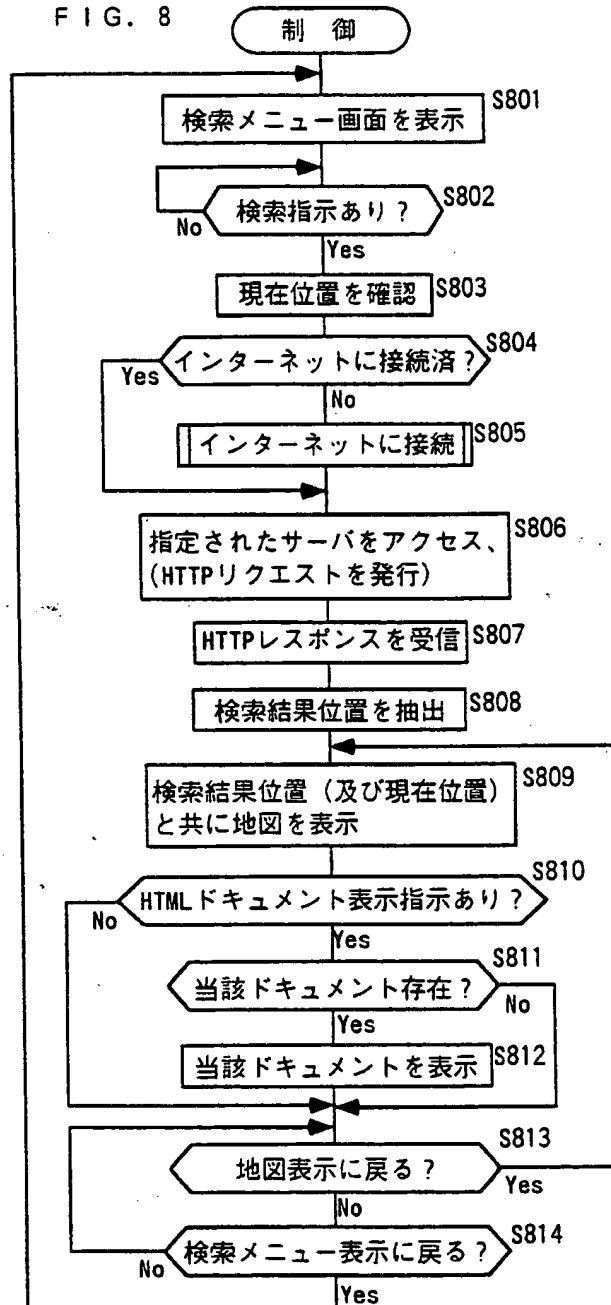 FIG. 8
制 御
検索メニュー画面を表示
S801
検索指示あり?
S802
No
Yes
現在位置を確認
S803
インターネットに接続済?
S804
Yes
No
インターネットに接続
S805
指定されたサーバをアクセス、
(HTTPリクエストを発行)
S806
HTTPレスポンスを受信
S807
検索結果位置を抽出
S808
検索結果位置(及び現在位置)
と共に地図を表示
S809
HTMLドキュメント表示指示あり?
S810
No
Yes
当該ドキュメント存在?
S811
No
Yes
当該ドキュメントを表示
S812
地図表示に戻る?
S813
Yes
No
検索メニュー表示に戻る?
S814
No
Yes